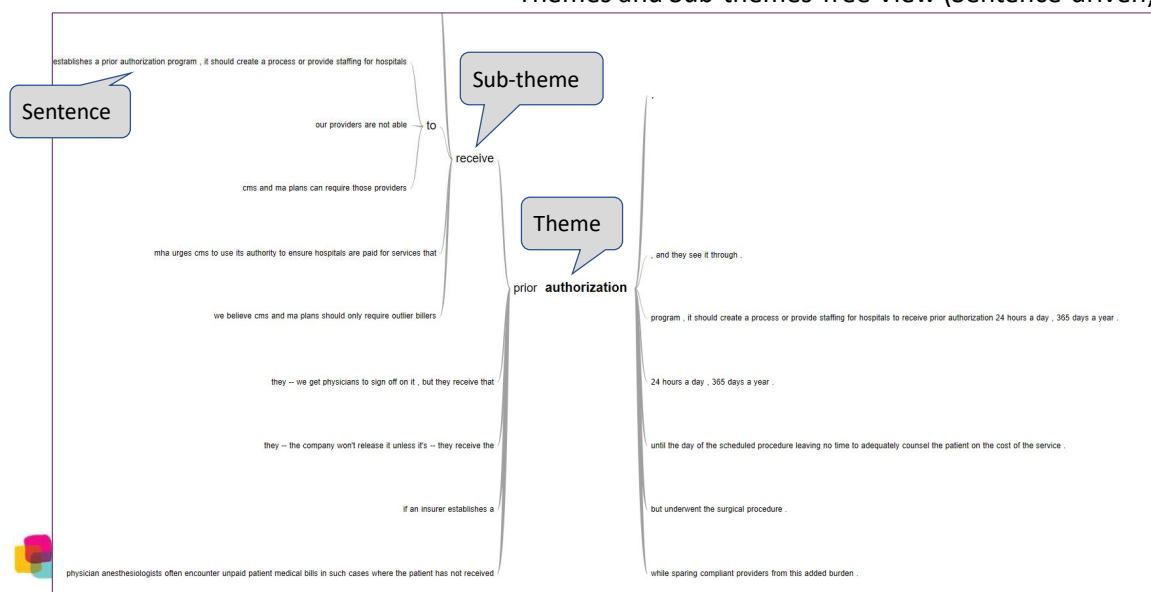 Themes and Sub-themes Tree View (Sentence-driven)
establishes a prior authorization program , it should create a process or provide staffing for hospitals
Sub-theme
Sentence
.
our providers are not able
to
receive
cms and ma plans can require those providers
Theme
mha urges cms to use its authority to ensure hospitals are paid for services that
, and they see it through .
prior authorization
we believe cms and ma plans should only require outlier billers
program , it should create a process or provide staffing for hospitals to receive prior authorization 24 hours a day , 365 days a year .
they -- we get physicians to sign off on it , but they receive that
24 hours a day , 365 days a year .
they -- the company won't release it unless it's -- they receive the
until the day of the scheduled procedure leaving no time to adequately counsel the patient on the cost of the service .
if an insurer establishes a
but underwent the surgical procedure .
physician anesthesiologists often encounter unpaid patient medical bills in such cases where the patient has not received
while sparing compliant providers from this added burden .